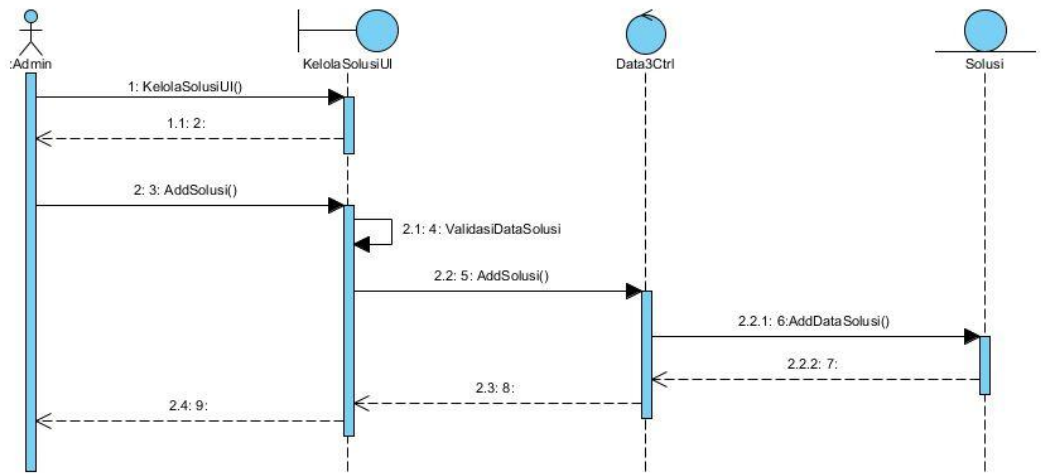 :Admin
KelolaSolusiUI
Data3Ctrl
Solusi
1: KelolaSolusiUI()
1.1: 2:
2: 3: AddSolusi()
2.1: 4: ValidasiDataSolusi
2.2: 5: AddSolusi()
2.2.1: 6:AddDataSolusi()
2.2.2: 7:
2.3: 8:
2.4: 9: